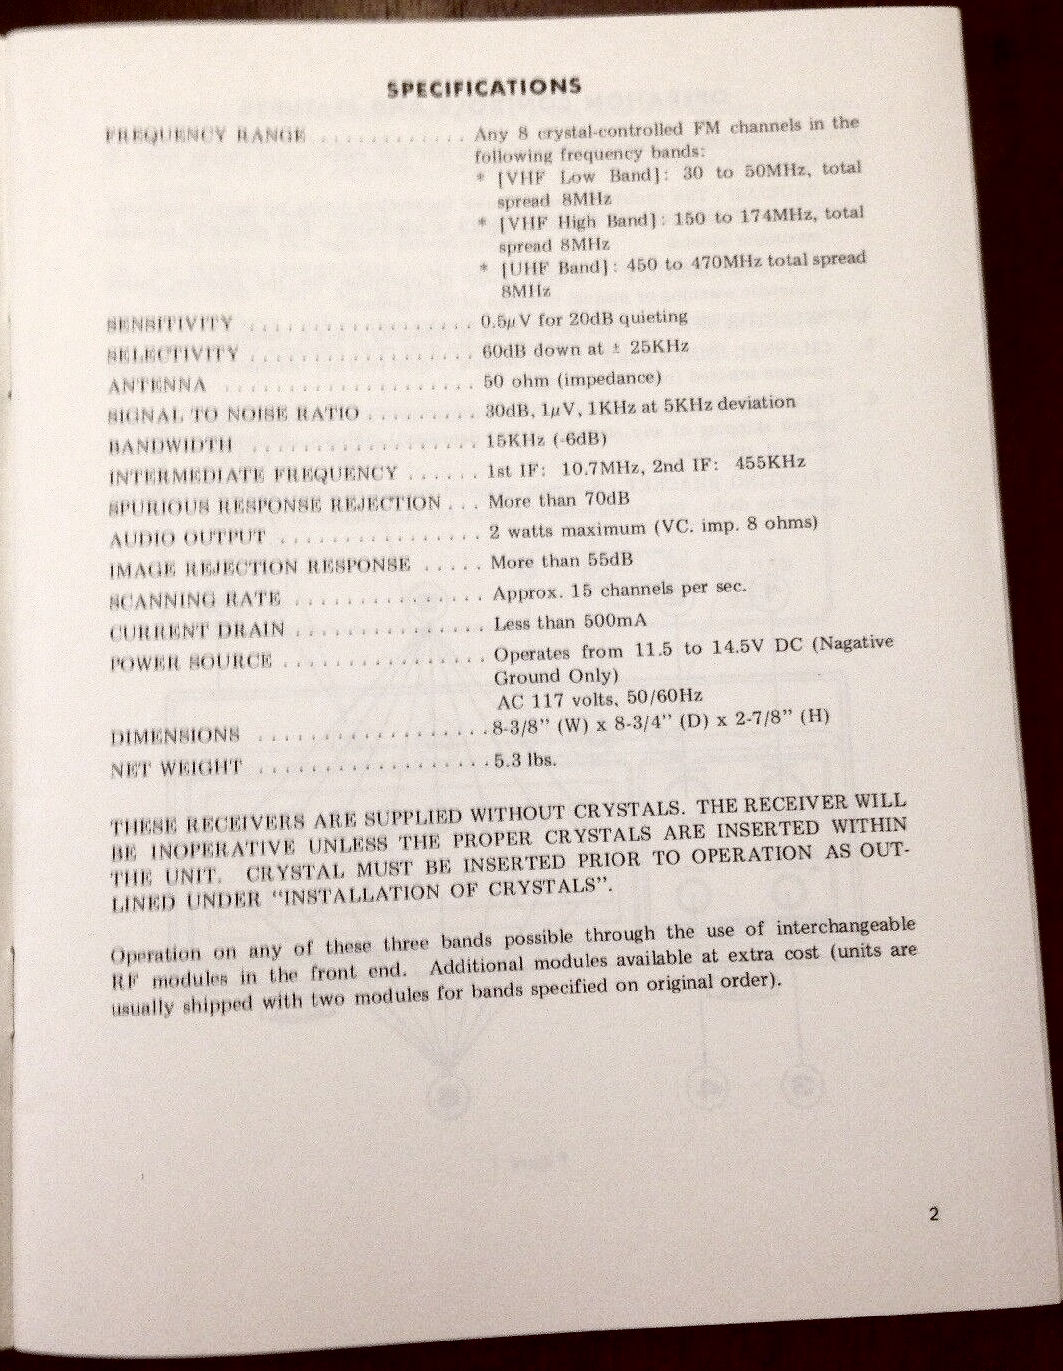 SPECIFICATIONS
FREQUENCY RANGE . . . . . . . . . . . . Any 8 crystal-controlled FM channels in the
following frequency bands:
* [VHF Low Band]: 30 to 50MHz, total
spread 8MHz
* [VHF High Band]: 150 to 174MHz, total
spread 8MHz
* [UHF Band]: 450 to 470MHz total spread
8MHz
SENSITIVITY . . . . . . . . . . . . . . . . . . 0.5μV for 20dB quieting
SELECTIVITY . . . . . . . . . . . . . . . . . . 60dB down at ± 25KHz
ANTENNA . . . . . . . . . . . . . . . . . . . . 50 ohm (impedance)
SIGNAL TO NOISE RATIO . . . . . . . . . 30dB, 1μV, 1KHz at 5KHz deviation
BANDWIDTH . . . . . . . . . . . . . . . . . . 15KHz (-6dB)
INTERMEDIATE FREQUENCY . . . . . . 1st IF: 10.7MHz, 2nd IF: 455KHz
SPURIOUS RESPONSE REJECTION . . . More than 70dB
AUDIO OUTPUT . . . . . . . . . . . . . . . . 2 watts maximum (VC. imp. 8 ohms)
IMAGE REJECTION RESPONSE . . . . . More than 55dB
SCANNING RATE . . . . . . . . . . . . . . . Approx. 15 channels per sec.
CURRENT DRAIN . . . . . . . . . . . . . . . Less than 500mA
POWER SOURCE . . . . . . . . . . . . . . . . Operates from 11.5 to 14.5V DC (Nagative
Ground Only)
AC 117 volts, 50/60Hz
DIMENSIONS . . . . . . . . . . . . . . . . . . 8-3/8” (W) x 8-3/4” (D) x 2-7/8” (H)
NET WEIGHT . . . . . . . . . . . . . . . . . . 5.3 lbs.
THESE RECEIVERS ARE SUPPLIED WITHOUT CRYSTALS. THE RECEIVER WILL
BE INOPERATIVE UNLESS THE PROPER CRYSTALS ARE INSERTED WITHIN
THE UNIT. CRYSTAL MUST BE INSERTED PRIOR TO OPERATION AS OUT-
LINED UNDER “INSTALLATION OF CRYSTALS”.
Operation on any of these three bands possible through the use of interchangeable
RF modules in the front end. Additional modules available at extra cost (units are
usually shipped with two modules for bands specified on original order).
2